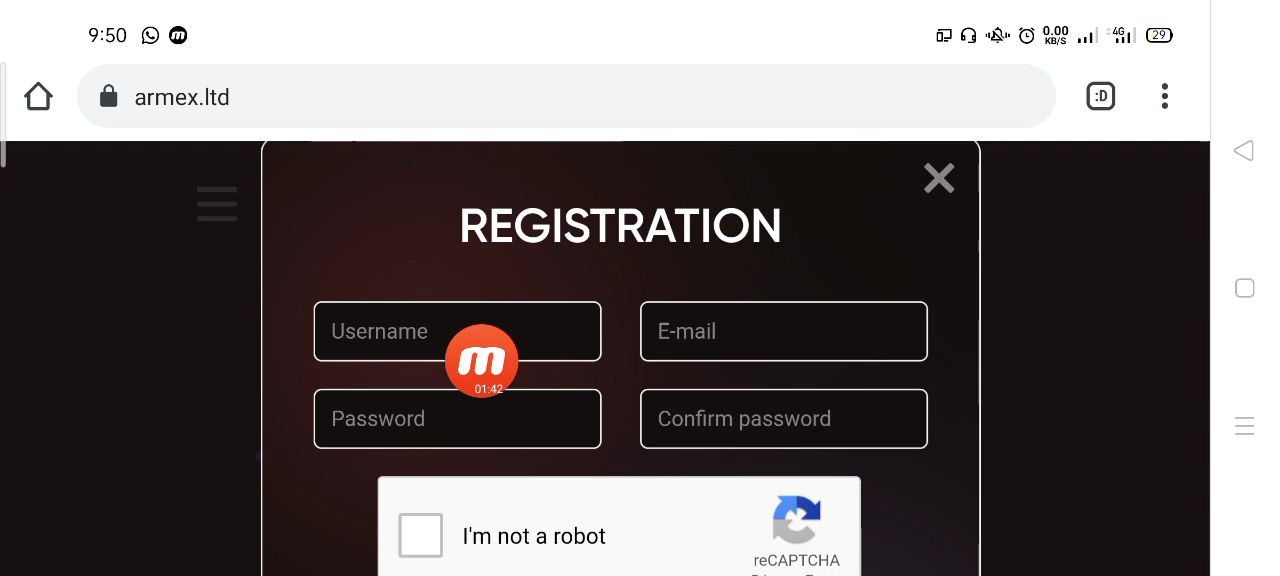 9:50 0.00 KB/S 4G 29
armex.ltd :D
REGISTRATION
Username E-mail
m
01:42
Password Confirm password
I'm not a robot
reCAPTCHA